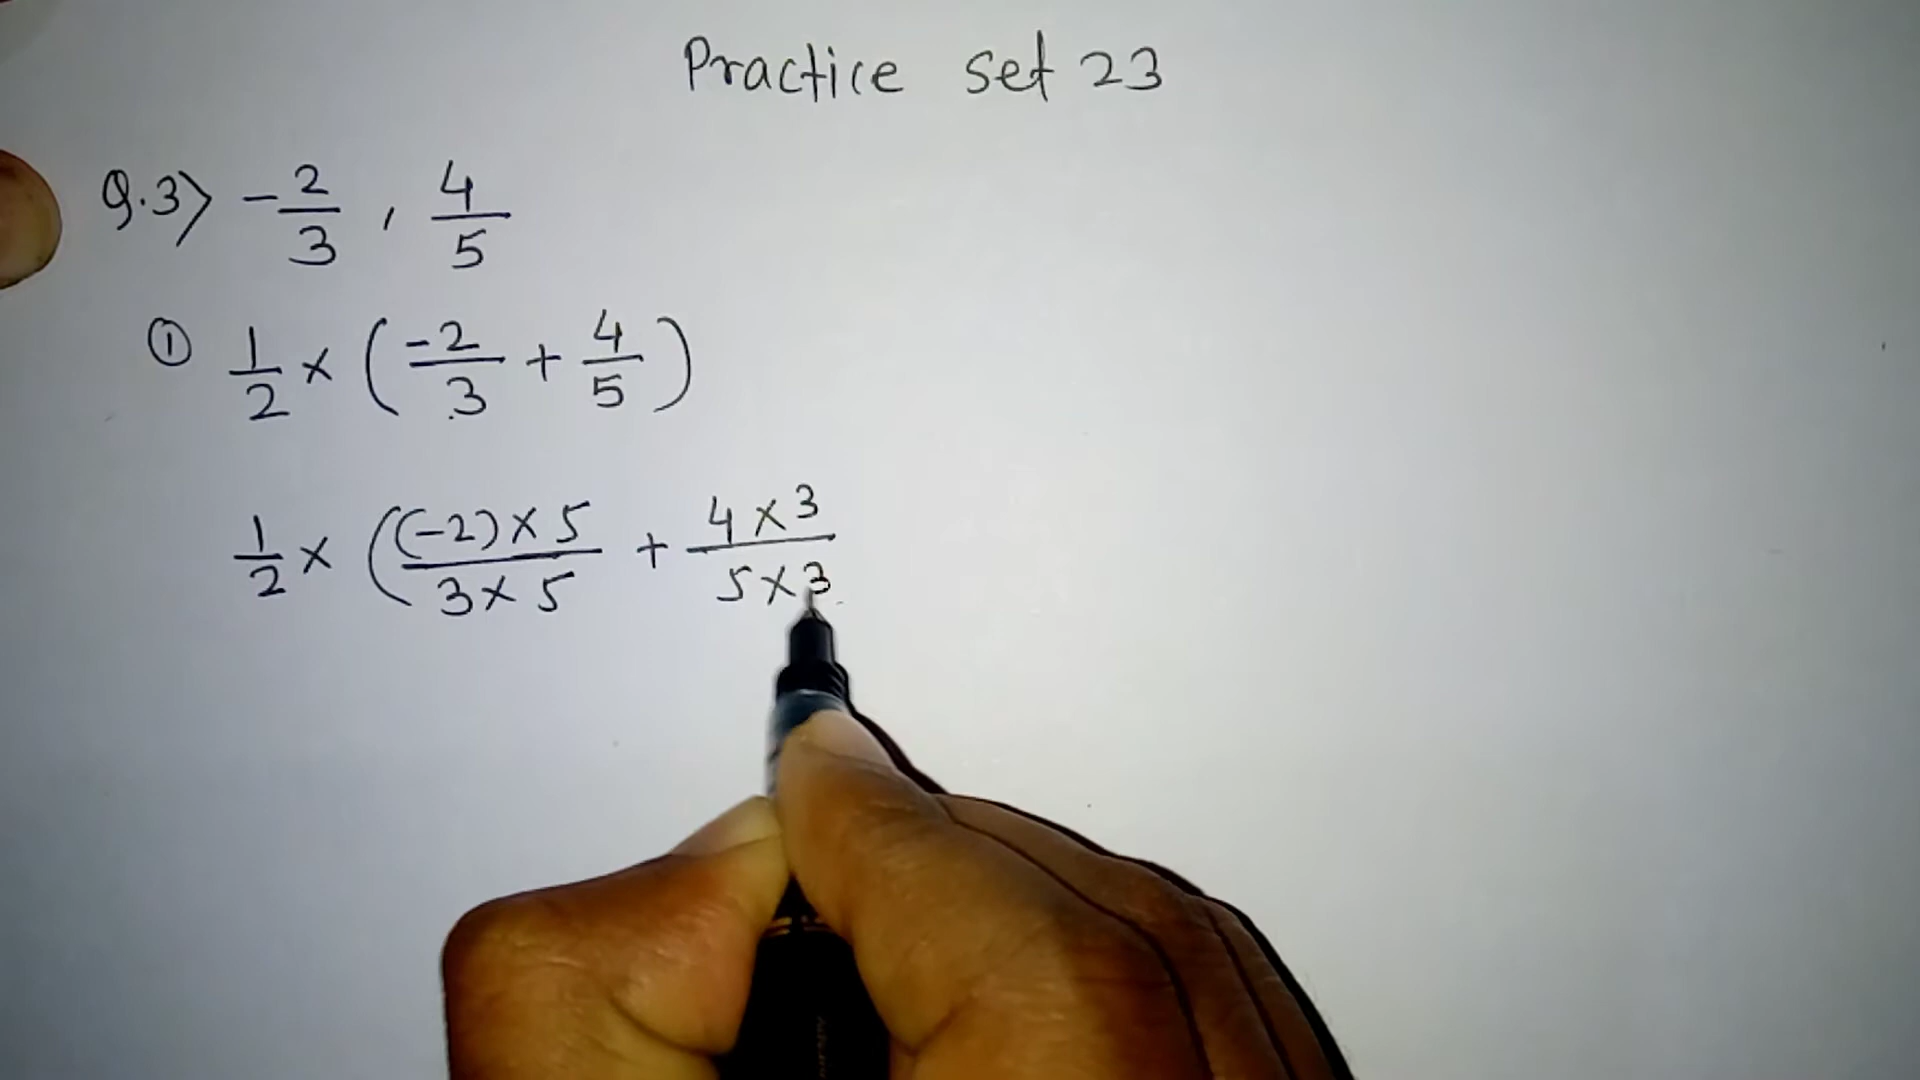 Practice set 23
Q.3) -2/3 , 4/5
① 1/2 × (-2/3 + 4/5)
1/2 × ((-2) × 5/3 × 5 + 4 × 3/5 × 3